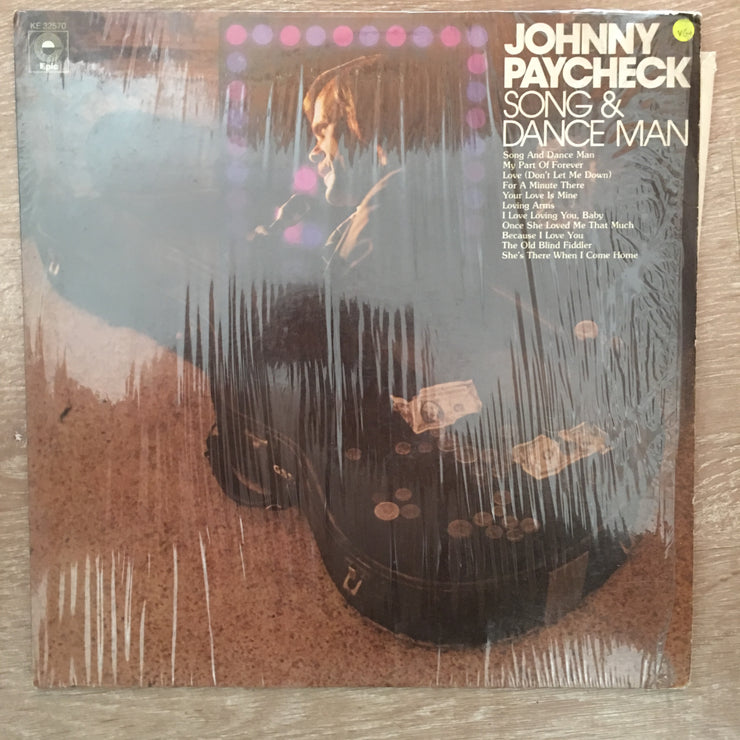 KE 32570
Epic
VG+
JOHNNY
PAYCHECK
SONG &
DANCE MAN
Song And Dance Man
My Part Of Forever
Love (Don't Let Me Down)
For A Minute There
Your Love Is Mine
Loving Arms
I Love Loving You, Baby
Once She Loved Me That Much
Because I Love You
The Old Blind Fiddler
She's There When I Come Home